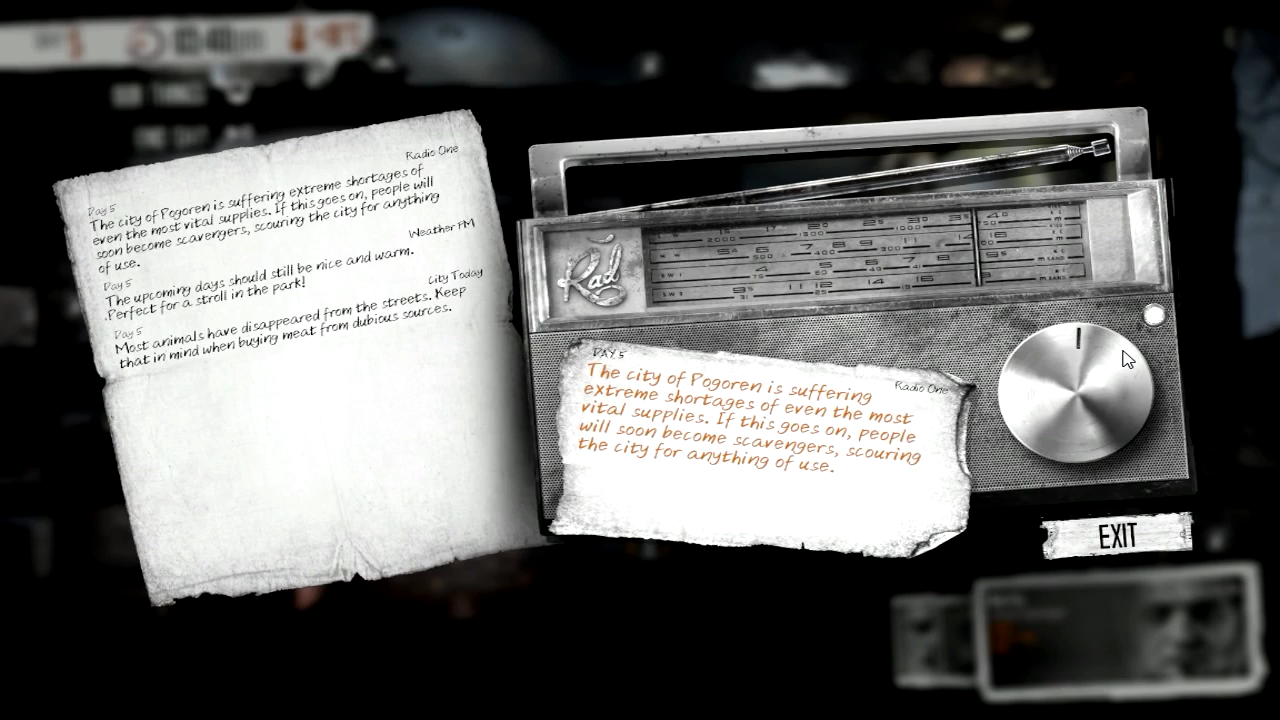 Radio One
Day 5
The city of Pogoren is suffering extreme shortages of
even the most vital supplies. If this goes on, people will
soon become scavengers, scouring the city for anything
of use.
Weather FM
Day 5
The upcoming days should still be nice and warm.
Perfect for a stroll in the park!
City Today
Day 5
Most animals have disappeared from the streets. Keep
that in mind when buying meat from dubious sources.
Rad
DAY 5
Radio One
The city of Pogoren is suffering
extreme shortages of even the most
vital supplies. If this goes on, people
will soon become scavengers, scouring
the city for anything of use.
EXIT